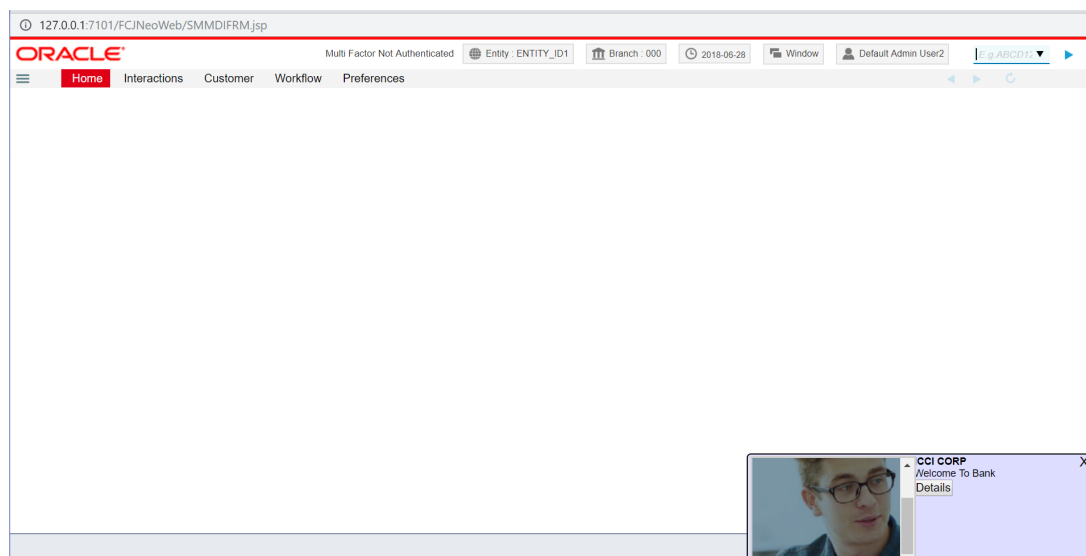 127.0.0.1:7101/FCJNeoWeb/SMMDIFRM.jsp
ORACLE Multi Factor Not Authenticated Entity : ENTITY_ID1 Branch : 000 2018-06-28 Window Default Admin User2 E.g.ABCD12
Home Interactions Customer Workflow Preferences
CCI CORP X
Welcome To Bank
Details